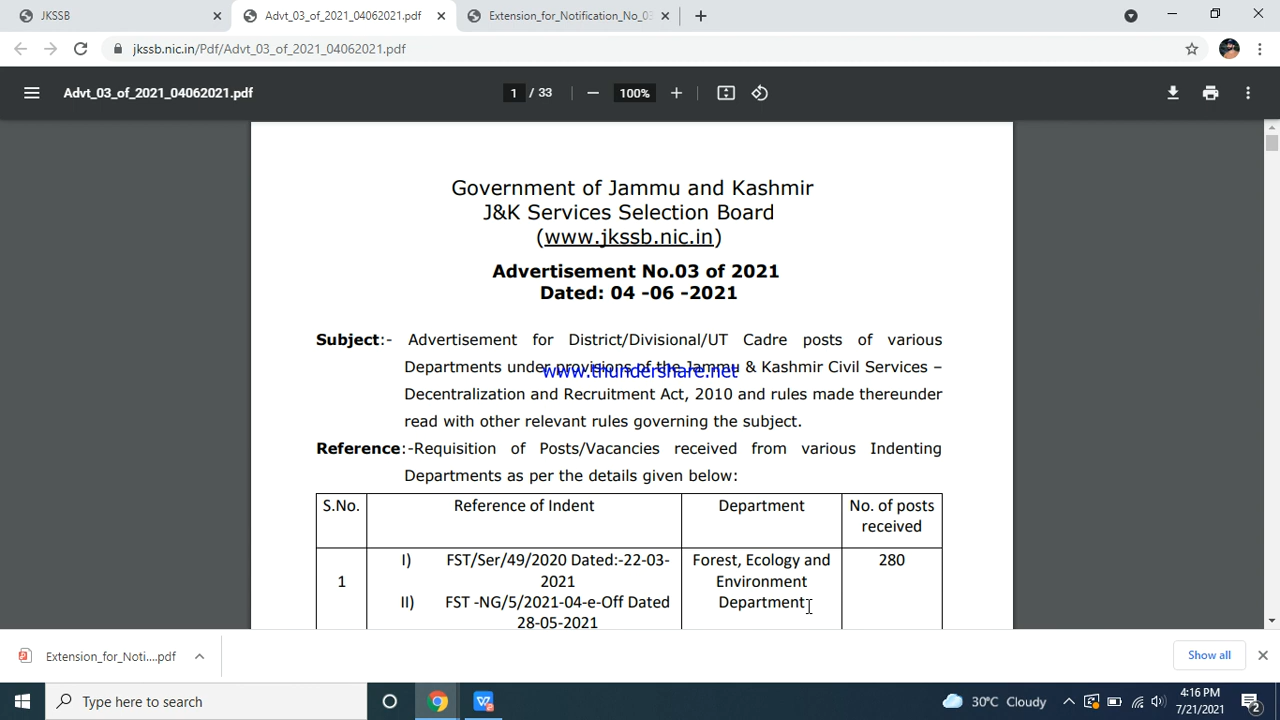 JKSSB
Advt_03_of_2021_04062021.pdf
Extension_for_Notification_No_03
jkssb.nic.in/Pdf/Advt_03_of_2021_04062021.pdf
Advt_03_of_2021_04062021.pdf
1 / 33
100%
Government of Jammu and Kashmir
J&K Services Selection Board
(www.jkssb.nic.in)
Advertisement No.03 of 2021
Dated: 04 -06 -2021
Subject:- Advertisement for District/Divisional/UT Cadre posts of various
Departments under provisions of the Jammu & Kashmir Civil Services –
www.thundershare.net
Decentralization and Recruitment Act, 2010 and rules made thereunder
read with other relevant rules governing the subject.
Reference:-Requisition of Posts/Vacancies received from various Indenting
Departments as per the details given below:
S.No. Reference of Indent Department No. of posts
received
I) FST/Ser/49/2020 Dated:-22-03- Forest, Ecology and 280
1 2021 Environment
II) FST -NG/5/2021-04-e-Off Dated Department
28-05-2021
Extension_for_Noti....pdf
Show all
Type here to search
30°C Cloudy
4:16 PM
7/21/2021
2